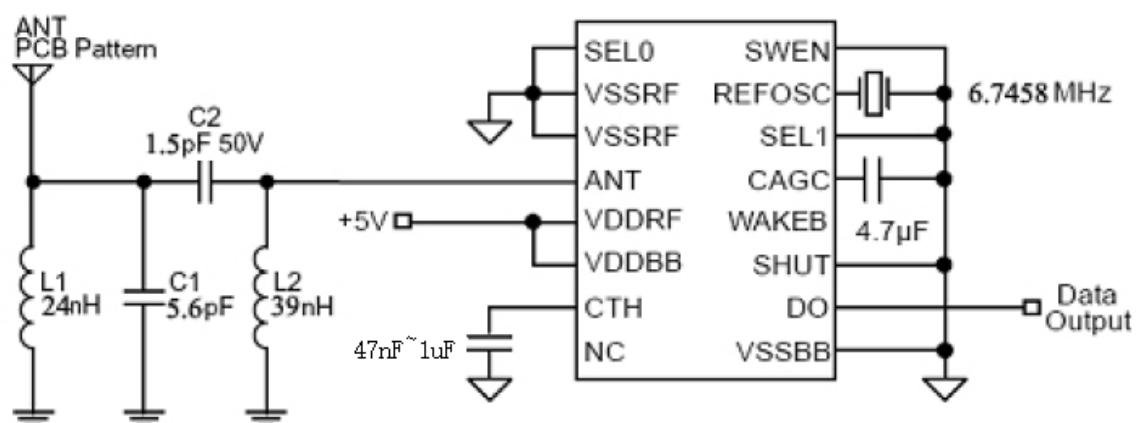 ANT
PCB Pattern
C2
1.5pF 50V
L1
24nH
C1
5.6pF
L2
39nH
+5V
47nF~1uF
SEL0
VSSRF
VSSRF
ANT
VDDRF
VDDBB
CTH
NC
SWEN
REFOSC
SEL1
CAGC
WAKEB
SHUT
DO
VSSBB
6.7458 MHz
4.7µF
Data
Output